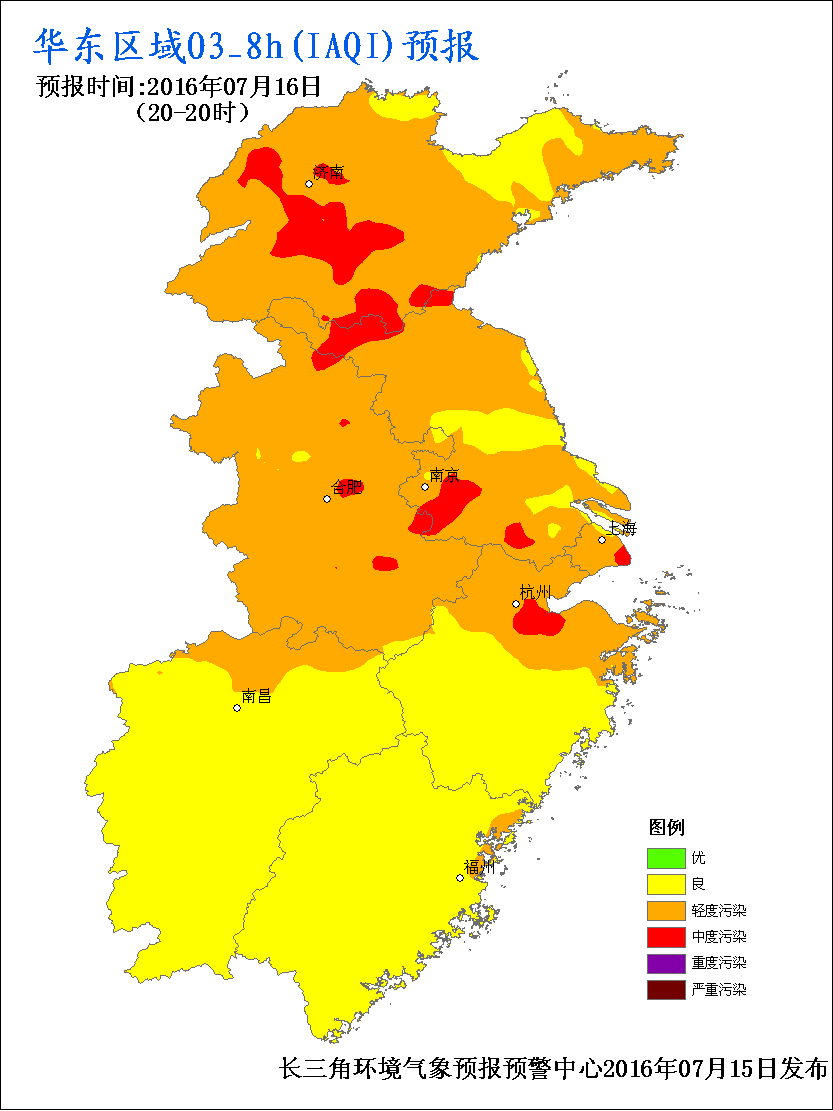 华东区域O3_8h(IAQI)预报
预报时间:2016年07月16日
（20-20时）
济南
南京
合肥
上海
杭州
南昌
福州
图例
优
良
轻度污染
中度污染
重度污染
严重污染
长三角环境气象预报预警中心2016年07月15日发布